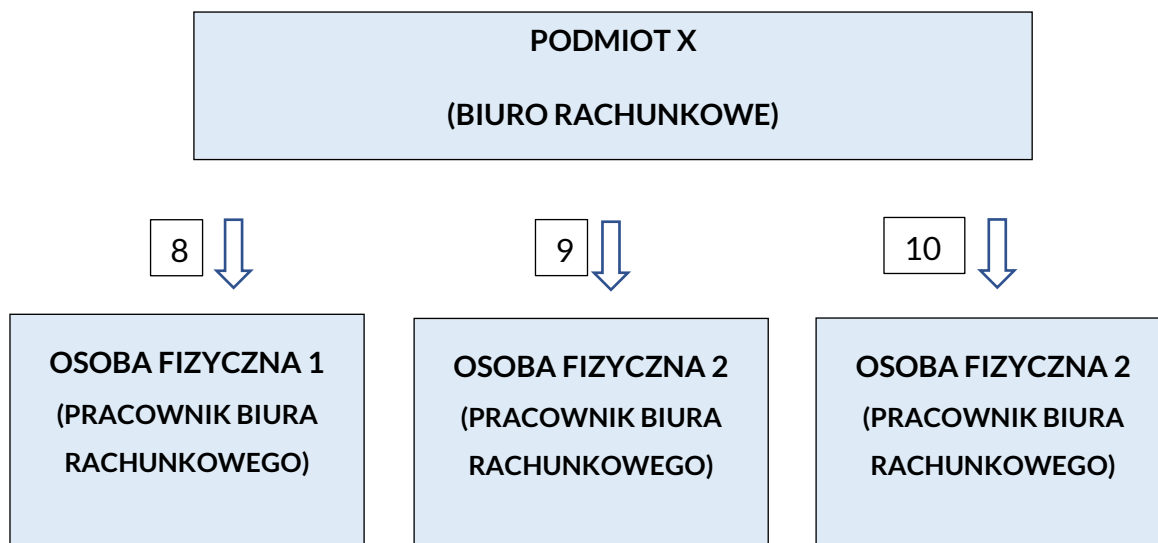 PODMIOT X
(BIURO RACHUNKOWE)
8
9
10
OSOBA FIZYCZNA 1
(PRACOWNIK BIURA
RACHUNKOWEGO)
OSOBA FIZYCZNA 2
(PRACOWNIK BIURA
RACHUNKOWEGO)
OSOBA FIZYCZNA 2
(PRACOWNIK BIURA
RACHUNKOWEGO)